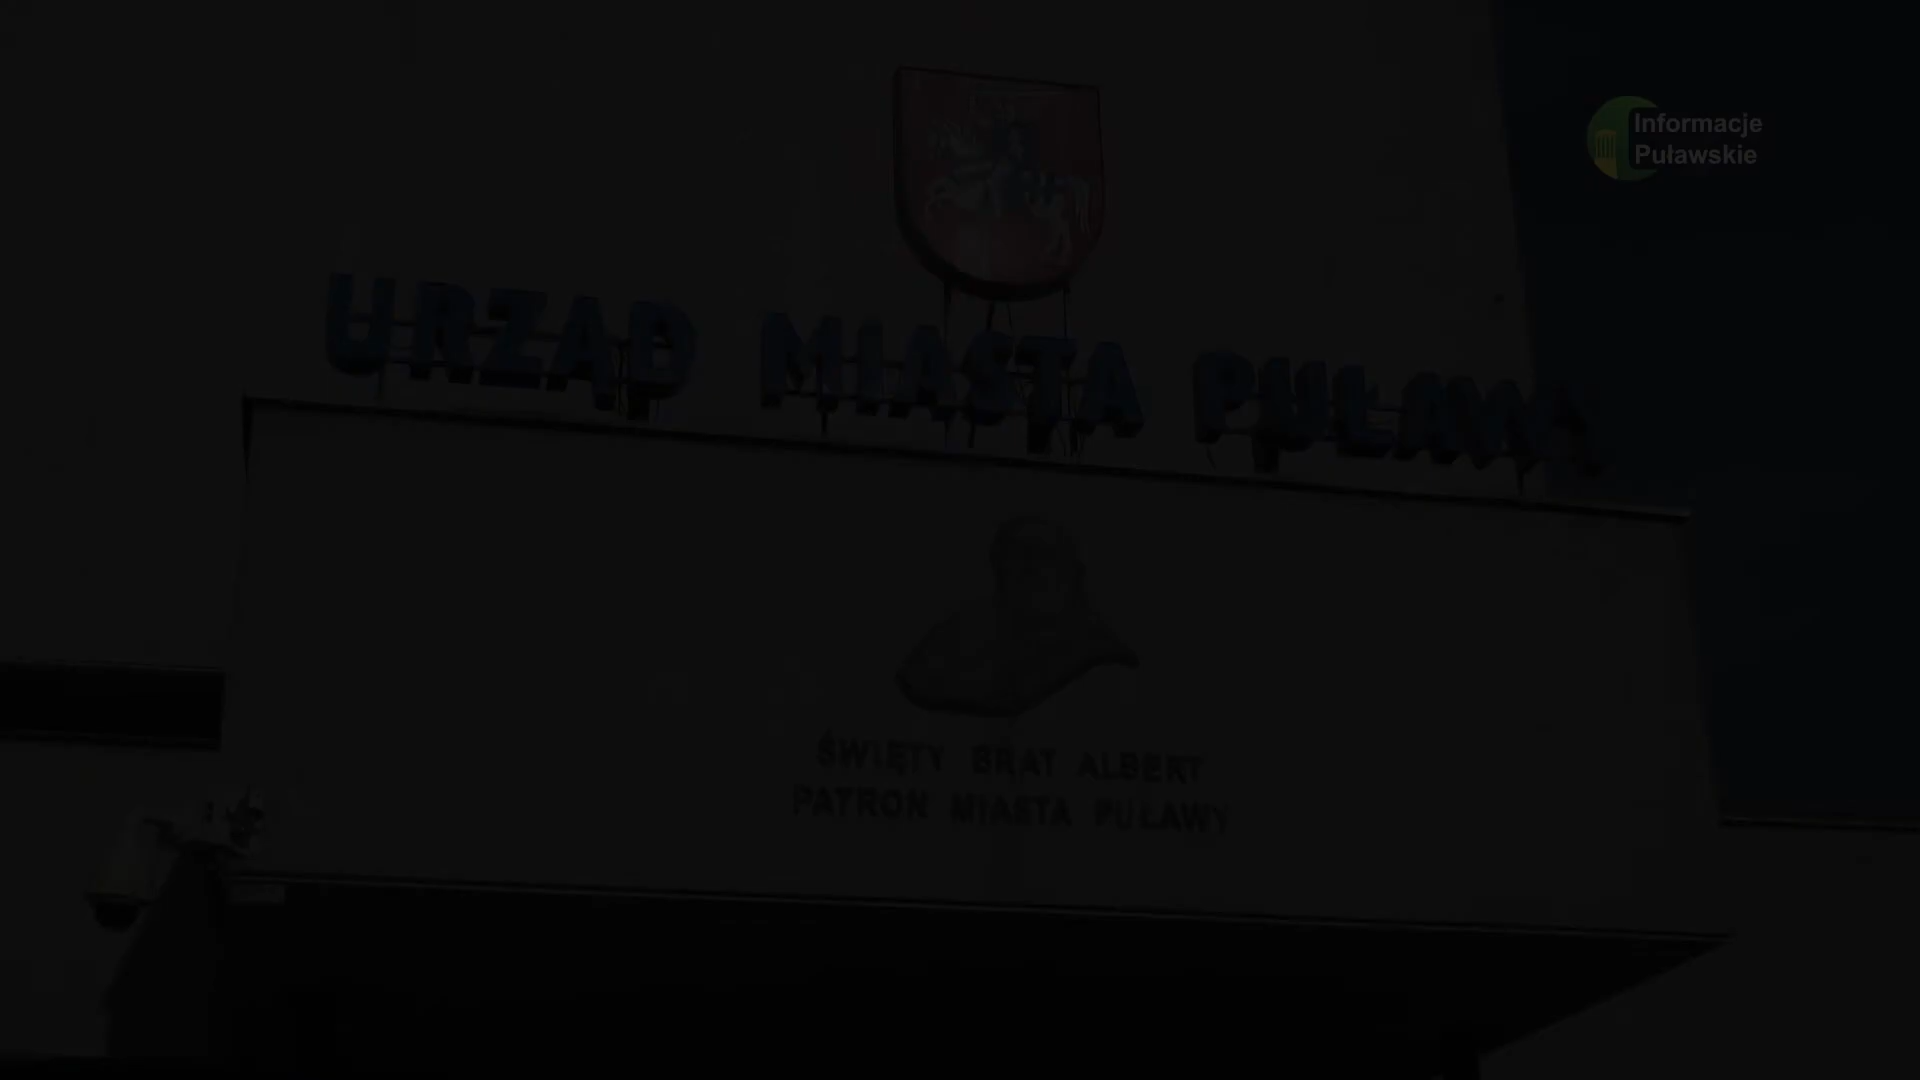 Informacje
Puławskie
URZĄD MIASTA PUŁAWY
ŚWIĘTY BRAT ALBERT
PATRON MIASTA PUŁAWY